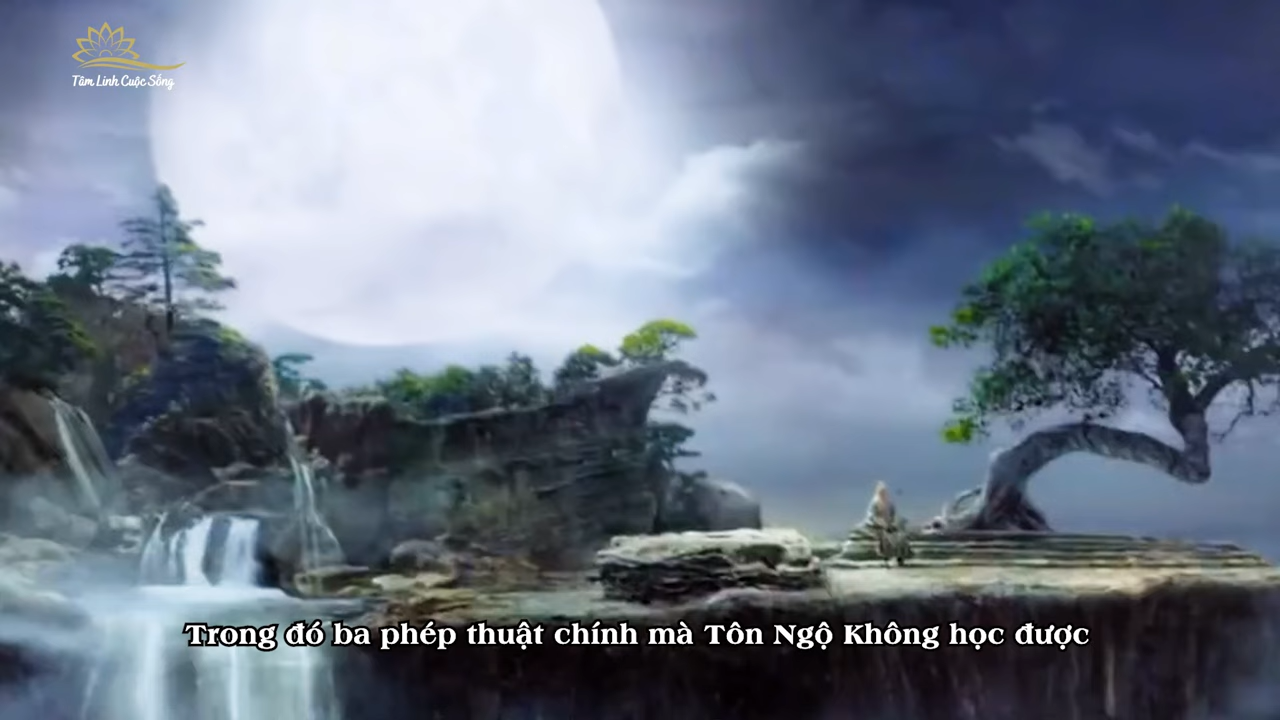 Tâm Linh Cuộc Sống
Trong đó ba phép thuật chính mà Tôn Ngộ Không học được